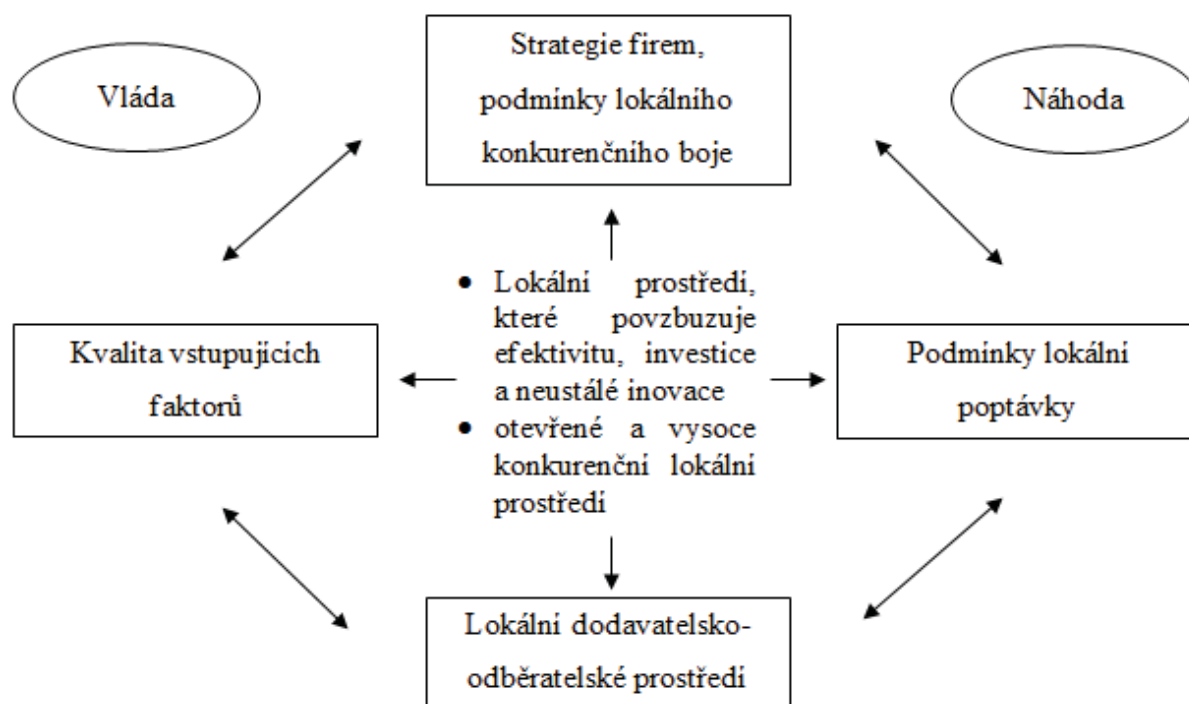 Strategie firem,
podmínky lokálního
konkurenčního boje
Vláda
Náhoda
• Lokální prostředí,
které povzbuzuje
efektivitu, investice
a neustálé inovace
• otevřené a vysoce
konkurenční lokální
prostředí
Kvalita vstupujících
faktorů
Podmínky lokální
poptávky
Lokální dodavatelsko-
odběratelské prostředí